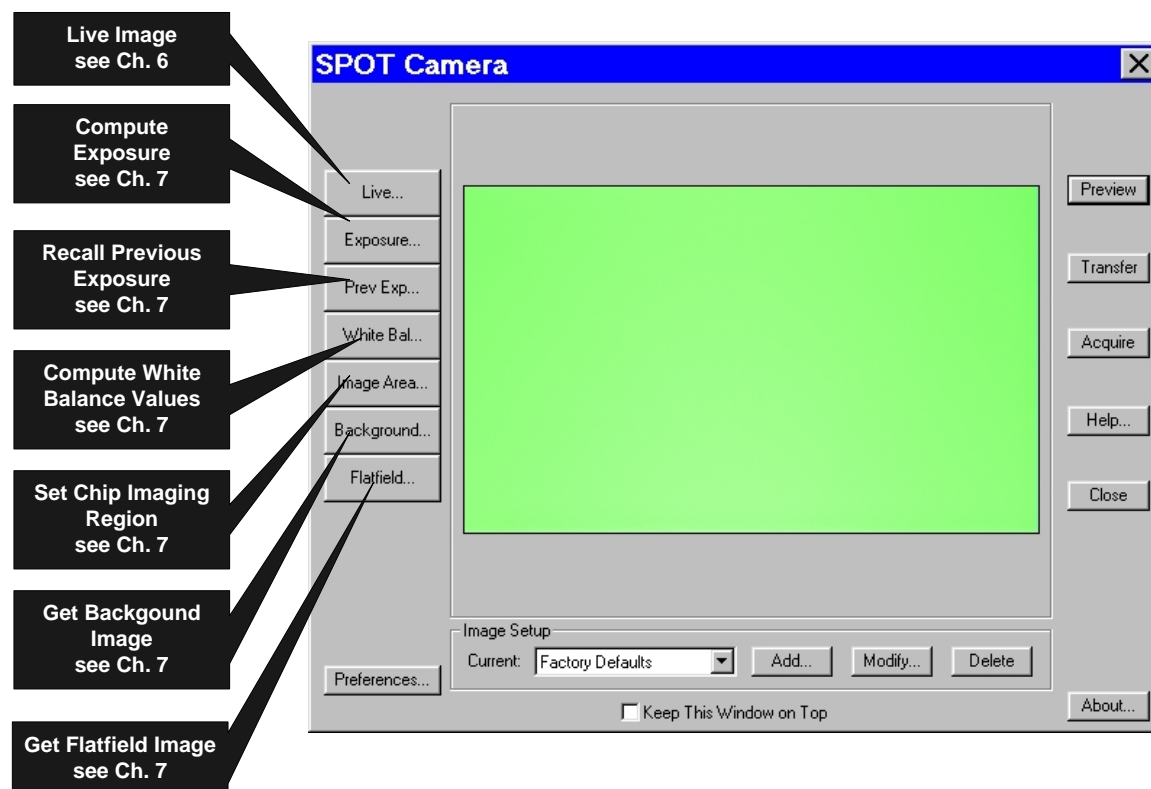 Live Image
see Ch. 6
Compute
Exposure
see Ch. 7
Recall Previous
Exposure
see Ch. 7
Compute White
Balance Values
see Ch. 7
Set Chip Imaging
Region
see Ch. 7
Get Backgound
Image
see Ch. 7
Get Flatfield Image
see Ch. 7
SPOT Camera
Live...
Exposure...
Prev Exp...
White Bal...
Image Area...
Background...
Flatfield...
Preferences...
Preview
Transfer
Acquire
Help...
Close
About...
Image Setup
Current: Factory Defaults Add... Modify... Delete
Keep This Window on Top